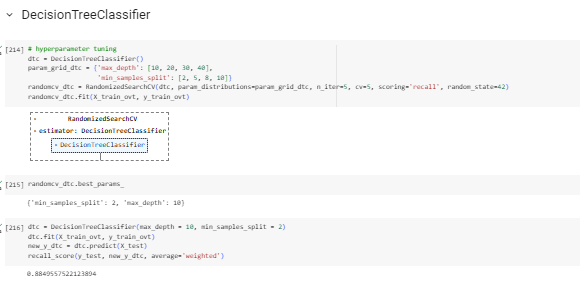 DecisionTreeClassifier
[214] # hyperparameter tuning
dtc = DecisionTreeClassifier()
param_grid_dtc = {'max_depth': [10, 20, 30, 40],
'min_samples_split': [2, 5, 8, 10]}
randomcv_dtc = RandomizedSearchCV(dtc, param_distributions=param_grid_dtc, n_iter=5, cv=5, scoring='recall', random_state=42)
randomcv_dtc.fit(X_train_ovt, y_train_ovt)
RandomizedSearchCV
estimator: DecisionTreeClassifier
DecisionTreeClassifier
[215] randomcv_dtc.best_params_
{'min_samples_split': 2, 'max_depth': 10}
[216] dtc = DecisionTreeClassifier(max_depth = 10, min_samples_split = 2)
dtc.fit(X_train_ovt, y_train_ovt)
new_y_dtc = dtc.predict(X_test)
recall_score(y_test, new_y_dtc, average='weighted')
0.8849557522123894